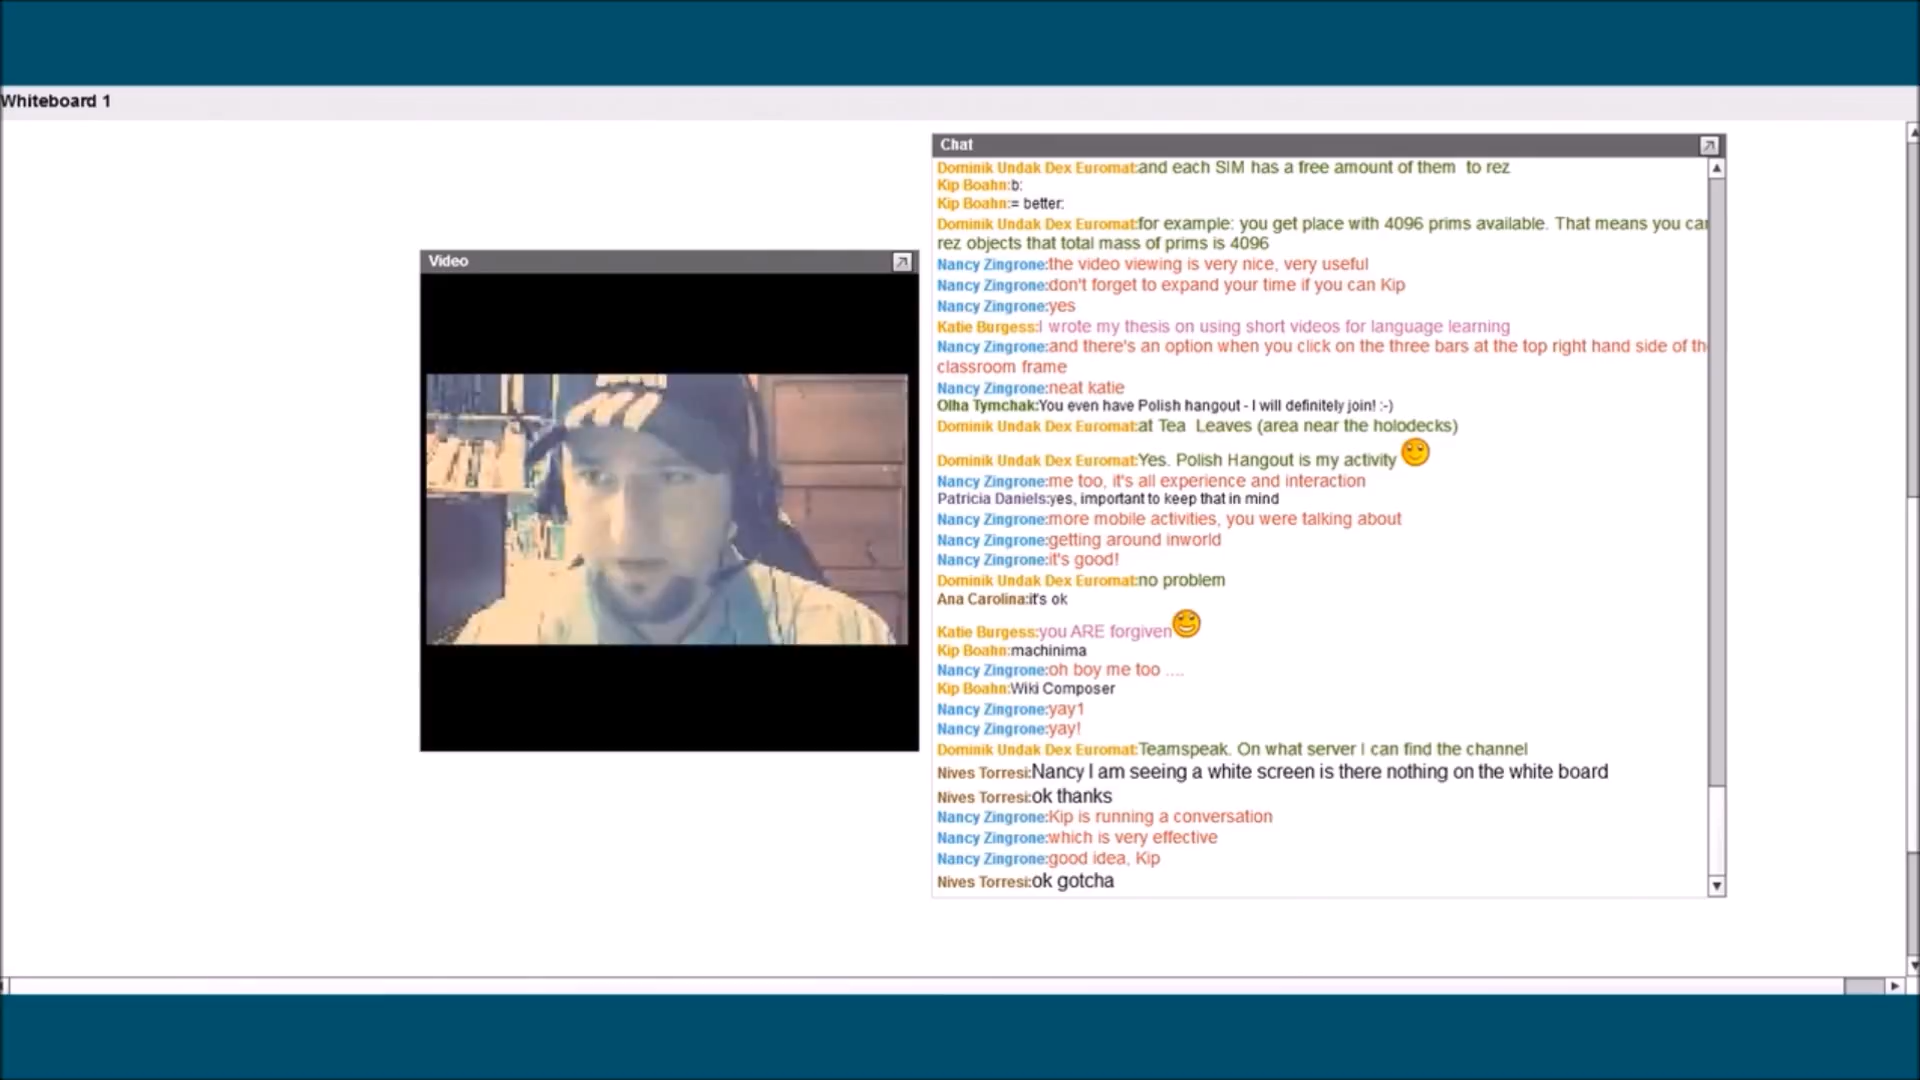 Whiteboard 1
Chat
Dominik Undak Dex Euromat:and each SIM has a free amount of them to rez
Kip Boahn:b:
Kip Boahn:= better:
Dominik Undak Dex Euromat:for example: you get place with 4096 prims available. That means you can
rez objects that total mass of prims is 4096
Video
Nancy Zingrone:the video viewing is very nice, very useful
Nancy Zingrone:don't forget to expand your time if you can Kip
Nancy Zingrone:yes
Katie Burgess:I wrote my thesis on using short videos for language learning
Nancy Zingrone:and there's an option when you click on the three bars at the top right hand side of th
classroom frame
Nancy Zingrone:neat katie
Olha Tymchak:You even have Polish hangout - I will definitely join! :-)
Dominik Undak Dex Euromat:at Tea Leaves (area near the holodecks)
Dominik Undak Dex Euromat:Yes. Polish Hangout is my activity
Nancy Zingrone:me too, it's all experience and interaction
Patricia Daniels:yes, important to keep that in mind
Nancy Zingrone:more mobile activities, you were talking about
Nancy Zingrone:getting around inworld
Nancy Zingrone:it's good!
Dominik Undak Dex Euromat:no problem
Ana Carolina:it's ok
Katie Burgess:you ARE forgiven
Kip Boahn:machinima
Nancy Zingrone:oh boy me too ....
Kip Boahn:Wiki Composer
Nancy Zingrone:yay1
Nancy Zingrone:yay!
Dominik Undak Dex Euromat:Teamspeak. On what server I can find the channel
Nives Torresi:Nancy I am seeing a white screen is there nothing on the white board
Nives Torresi:ok thanks
Nancy Zingrone:Kip is running a conversation
Nancy Zingrone:which is very effective
Nancy Zingrone:good idea, Kip
Nives Torresi:ok gotcha